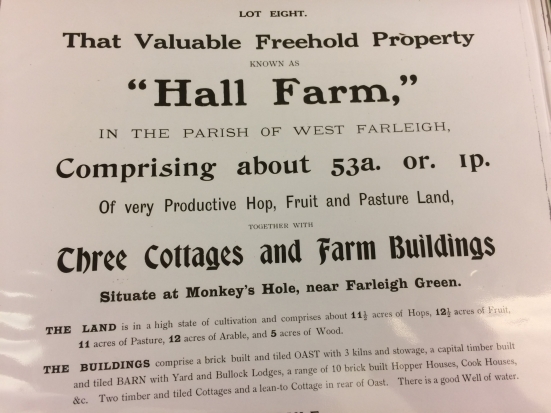 LOT EIGHT.
That Valuable Freehold Property
KNOWN AS
“Hall Farm,”
IN THE PARISH OF WEST FARLEIGH,
Comprising about 53a. or. 1p.
Of very Productive Hop, Fruit and Pasture Land,
TOGETHER WITH
Three Cottages and Farm Buildings
Situate at Monkey's Hole, near Farleigh Green.
THE LAND is in a high state of cultivation and comprises about 11½ acres of Hops, 12½ acres of Fruit,
11 acres of Pasture, 12 acres of Arable, and 5 acres of Wood.
THE BUILDINGS comprise a brick built and tiled OAST with 3 kilns and stowage, a capital timber built
and tiled BARN with Yard and Bullock Lodges, a range of 10 brick built Hopper Houses, Cook Houses,
&c. Two timber and tiled Cottages and a lean-to Cottage in rear of Oast. There is a good Well of water.